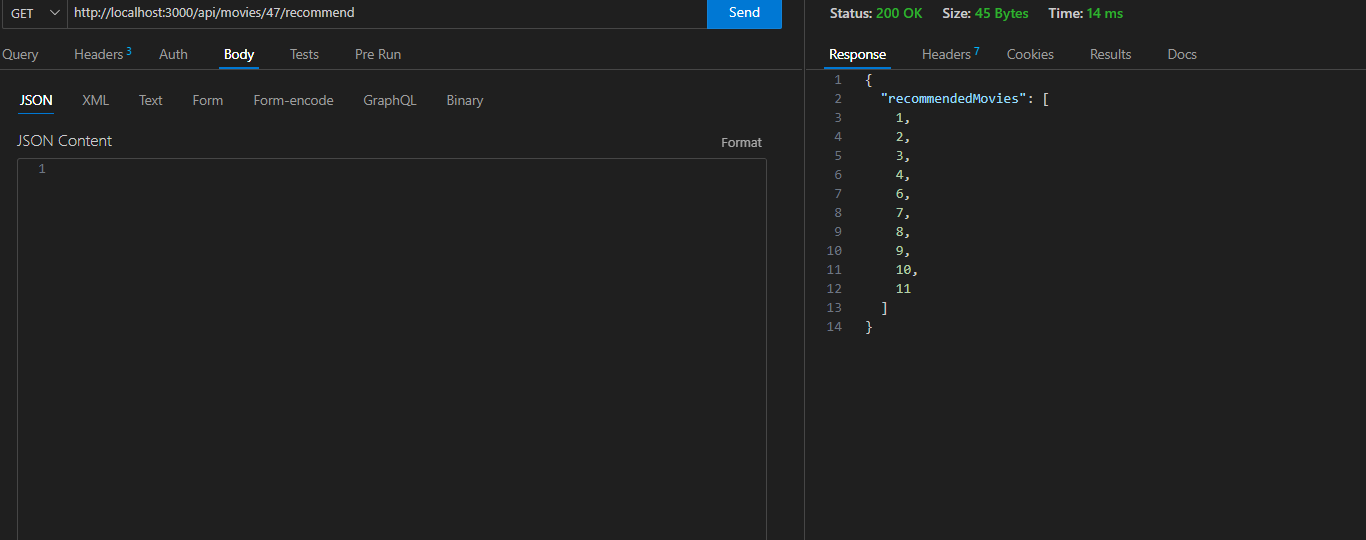 GET http://localhost:3000/api/movies/47/recommend Send
Query Headers 3 Auth Body Tests Pre Run
JSON XML Text Form Form-encode GraphQL Binary
JSON Content Format
1
Status: 200 OK Size: 45 Bytes Time: 14 ms
Response Headers 7 Cookies Results Docs
1 {
2 "recommendedMovies": [
3 1,
4 2,
5 3,
6 4,
7 6,
8 7,
9 8,
10 9,
11 10,
12 11
13 ]
14 }